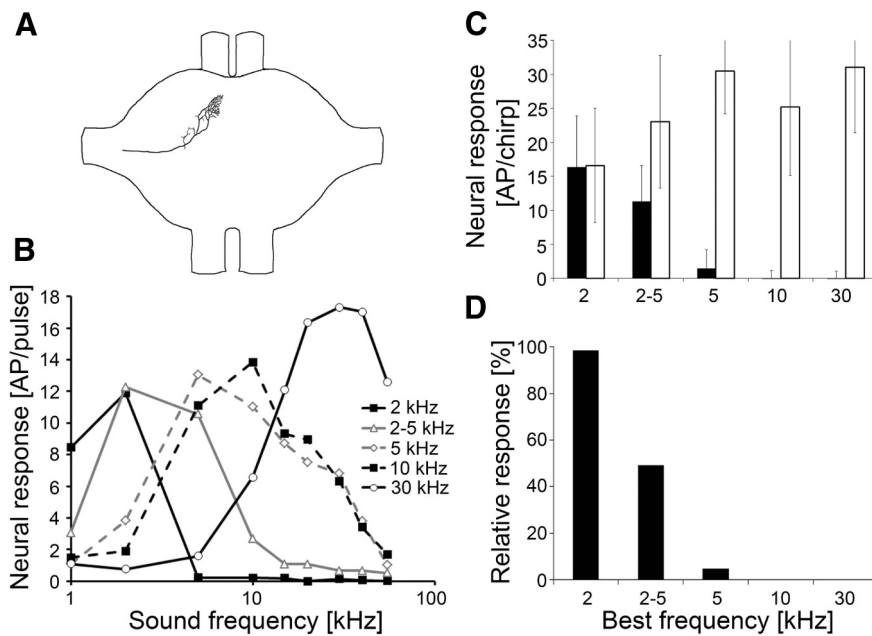 A
B
Neural response [AP/pulse]
18
16
14
12
10
8
6
4
2
0
1
10
100
Sound frequency [kHz]
2 kHz
2-5 kHz
5 kHz
10 kHz
30 kHz
C
Neural response
[AP/chirp]
35
30
25
20
15
10
5
0
2
2-5
5
10
30
D
Relative response [%]
100
80
60
40
20
0
2
2-5
5
10
30
Best frequency [kHz]